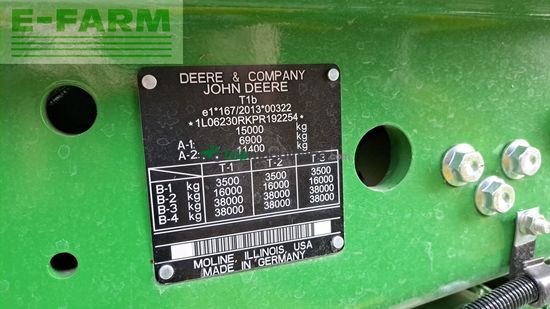 E-FARM
DEERE & COMPANY
JOHN DEERE
T1b
e1*167/2013*00322
*1L06230RKPR192254*
15000 kg
A-1: 6900 kg
A-2: 11400 kg
T-1 T-2 T-3
B-1 kg 3500 3500 3500
B-2 kg 16000 16000 16000
B-3 kg 38000 38000 38000
B-4 kg 38000 38000 38000
MOLINE, ILLINOIS, USA
MADE IN GERMANY